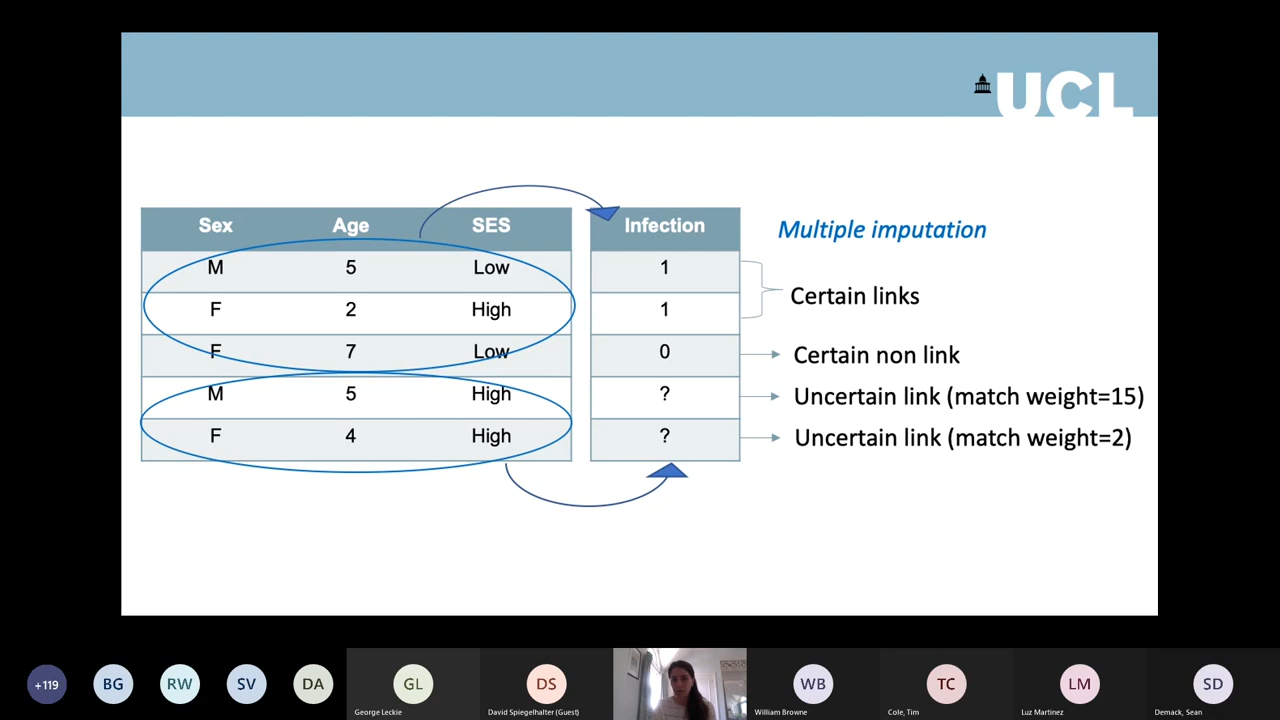 UCL
Sex Age SES Infection
Multiple imputation
M 5 Low 1
Certain links
F 2 High 1
F 7 Low 0 Certain non link
M 5 High ? Uncertain link (match weight=15)
F 4 High ? Uncertain link (match weight=2)
+119 BG RW SV DA GL DS WB TC LM SD
George Leckie David Spiegelhalter (Guest) William Browne Cole, Tim Luz Martinez Demack, Sean